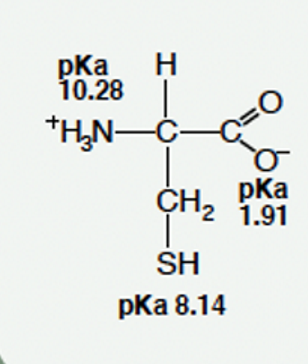 pKa H
10.28
⁺H₃N—C—C O
O⁻
CH₂ pKa
1.91
SH
pKa 8.14